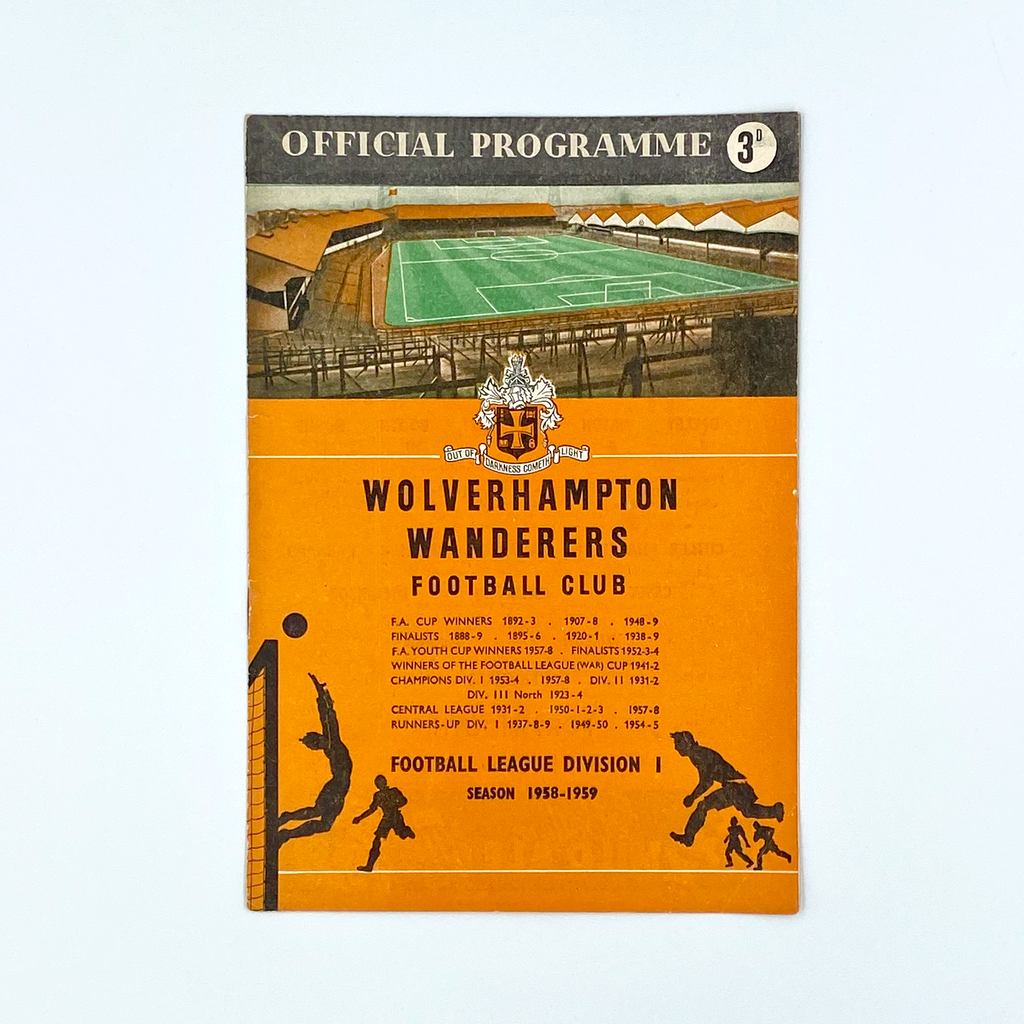 OFFICIAL PROGRAMME 3D
OUT OF DARKNESS COMETH LIGHT
WOLVERHAMPTON
WANDERERS
FOOTBALL CLUB
F.A. CUP WINNERS 1892-3 . 1907-8 . 1948-9
FINALISTS 1888-9 . 1895-6 . 1920-1 . 1938-9
F.A. YOUTH CUP WINNERS 1957-8 . FINALISTS 1952-3-4
WINNERS OF THE FOOTBALL LEAGUE (WAR) CUP 1941-2
CHAMPIONS DIV. I 1953-4 . 1957-8 . DIV. II 1931-2
DIV. III North 1923-4
CENTRAL LEAGUE 1931-2 . 1950-1-2-3 . 1957-8
RUNNERS-UP DIV. I 1937-8-9 . 1949-50 . 1954-5
FOOTBALL LEAGUE DIVISION I
SEASON 1958-1959